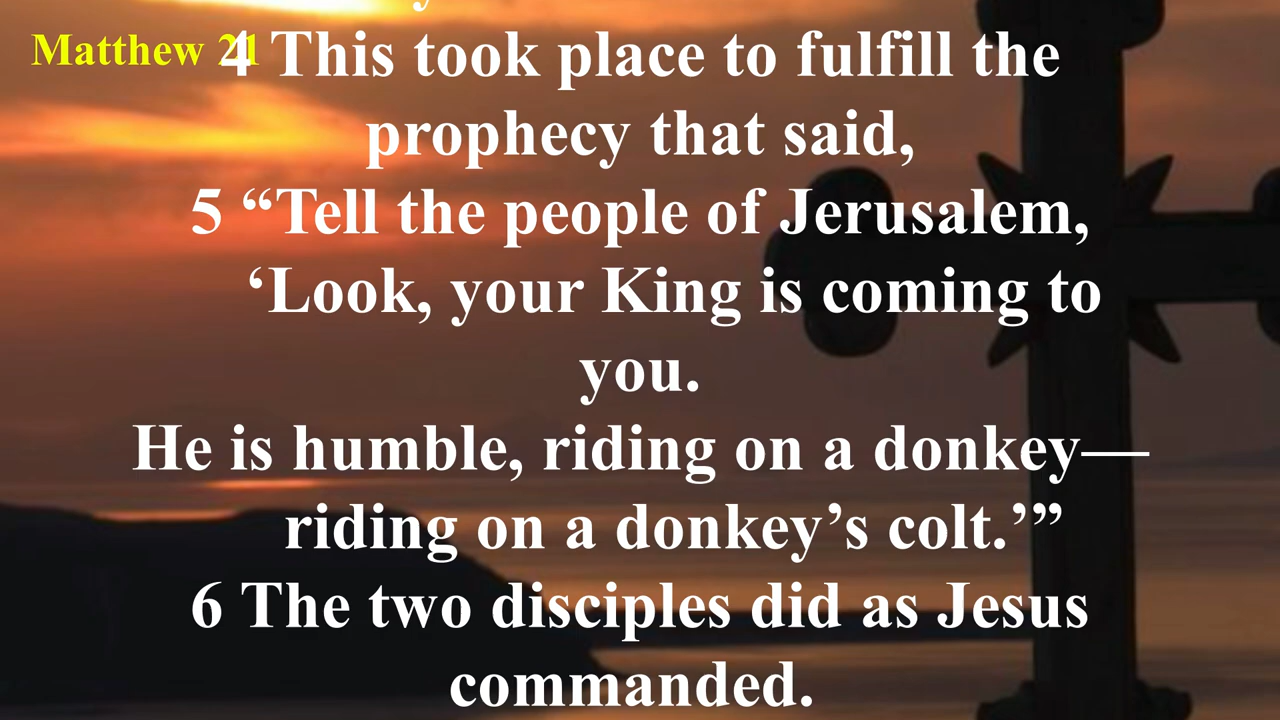 Matthew 21
4 This took place to fulfill the
prophecy that said,
5 “Tell the people of Jerusalem,
‘Look, your King is coming to
you.
He is humble, riding on a donkey—
riding on a donkey’s colt.’”
6 The two disciples did as Jesus
commanded.